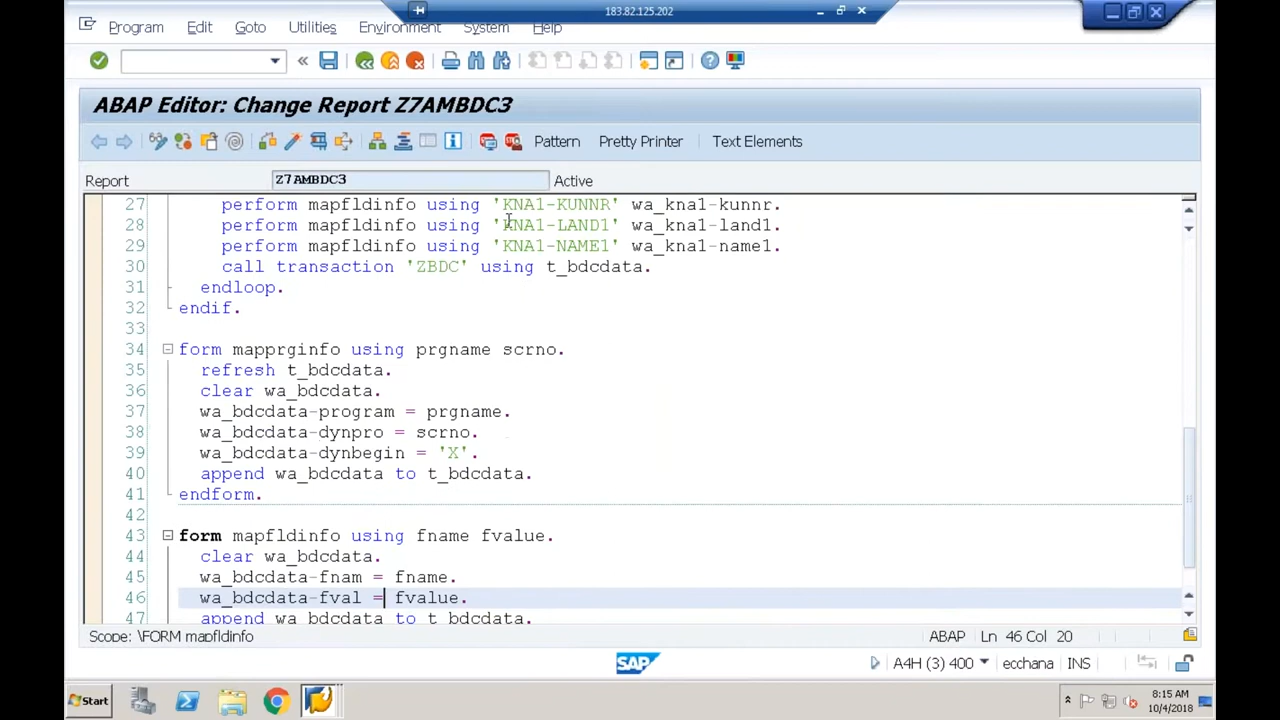 183.82.125.202
Program Edit Goto Utilities Environment System Help
ABAP Editor: Change Report Z7AMBDC3
Pattern Pretty Printer Text Elements
Report Z7AMBDC3 Active
27 perform mapfldinfo using 'KNA1-KUNNR' wa_kna1-kunnr.
28 perform mapfldinfo using 'KNA1-LAND1' wa_kna1-land1.
29 perform mapfldinfo using 'KNA1-NAME1' wa_kna1-name1.
30 call transaction 'ZBDC' using t_bdcdata.
31 endloop.
32 endif.
33
34 form mapprginfo using prgname scrno.
35 refresh t_bdcdata.
36 clear wa_bdcdata.
37 wa_bdcdata-program = prgname.
38 wa_bdcdata-dynpro = scrno.
39 wa_bdcdata-dynbegin = 'X'.
40 append wa_bdcdata to t_bdcdata.
41 endform.
42
43 form mapfldinfo using fname fvalue.
44 clear wa_bdcdata.
45 wa_bdcdata-fnam = fname.
46 wa_bdcdata-fval = fvalue.
47 append wa_bdcdata to t_bdcdata.
Scope: \FORM mapfldinfo ABAP Ln 46 Col 20
SAP A4H (3) 400 ecchana INS
Start 8:15 AM
10/4/2018